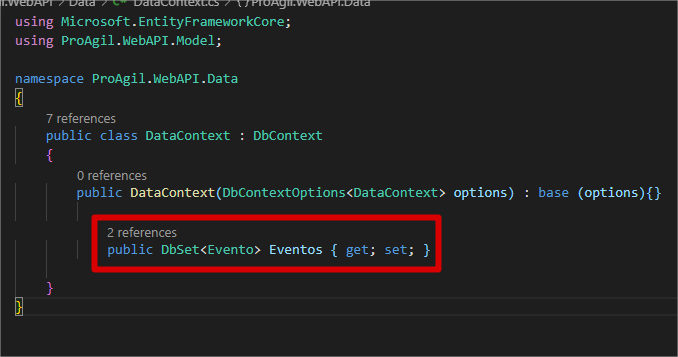 .WebAPI > Data > C# DataContext.cs > { } ProAgil.WebAPI.Data
using Microsoft.EntityFrameworkCore;
using ProAgil.WebAPI.Model;
namespace ProAgil.WebAPI.Data
{
7 references
public class DataContext : DbContext
{
0 references
public DataContext(DbContextOptions<DataContext> options) : base (options){}
2 references
public DbSet<Evento> Eventos { get; set; }
}
}